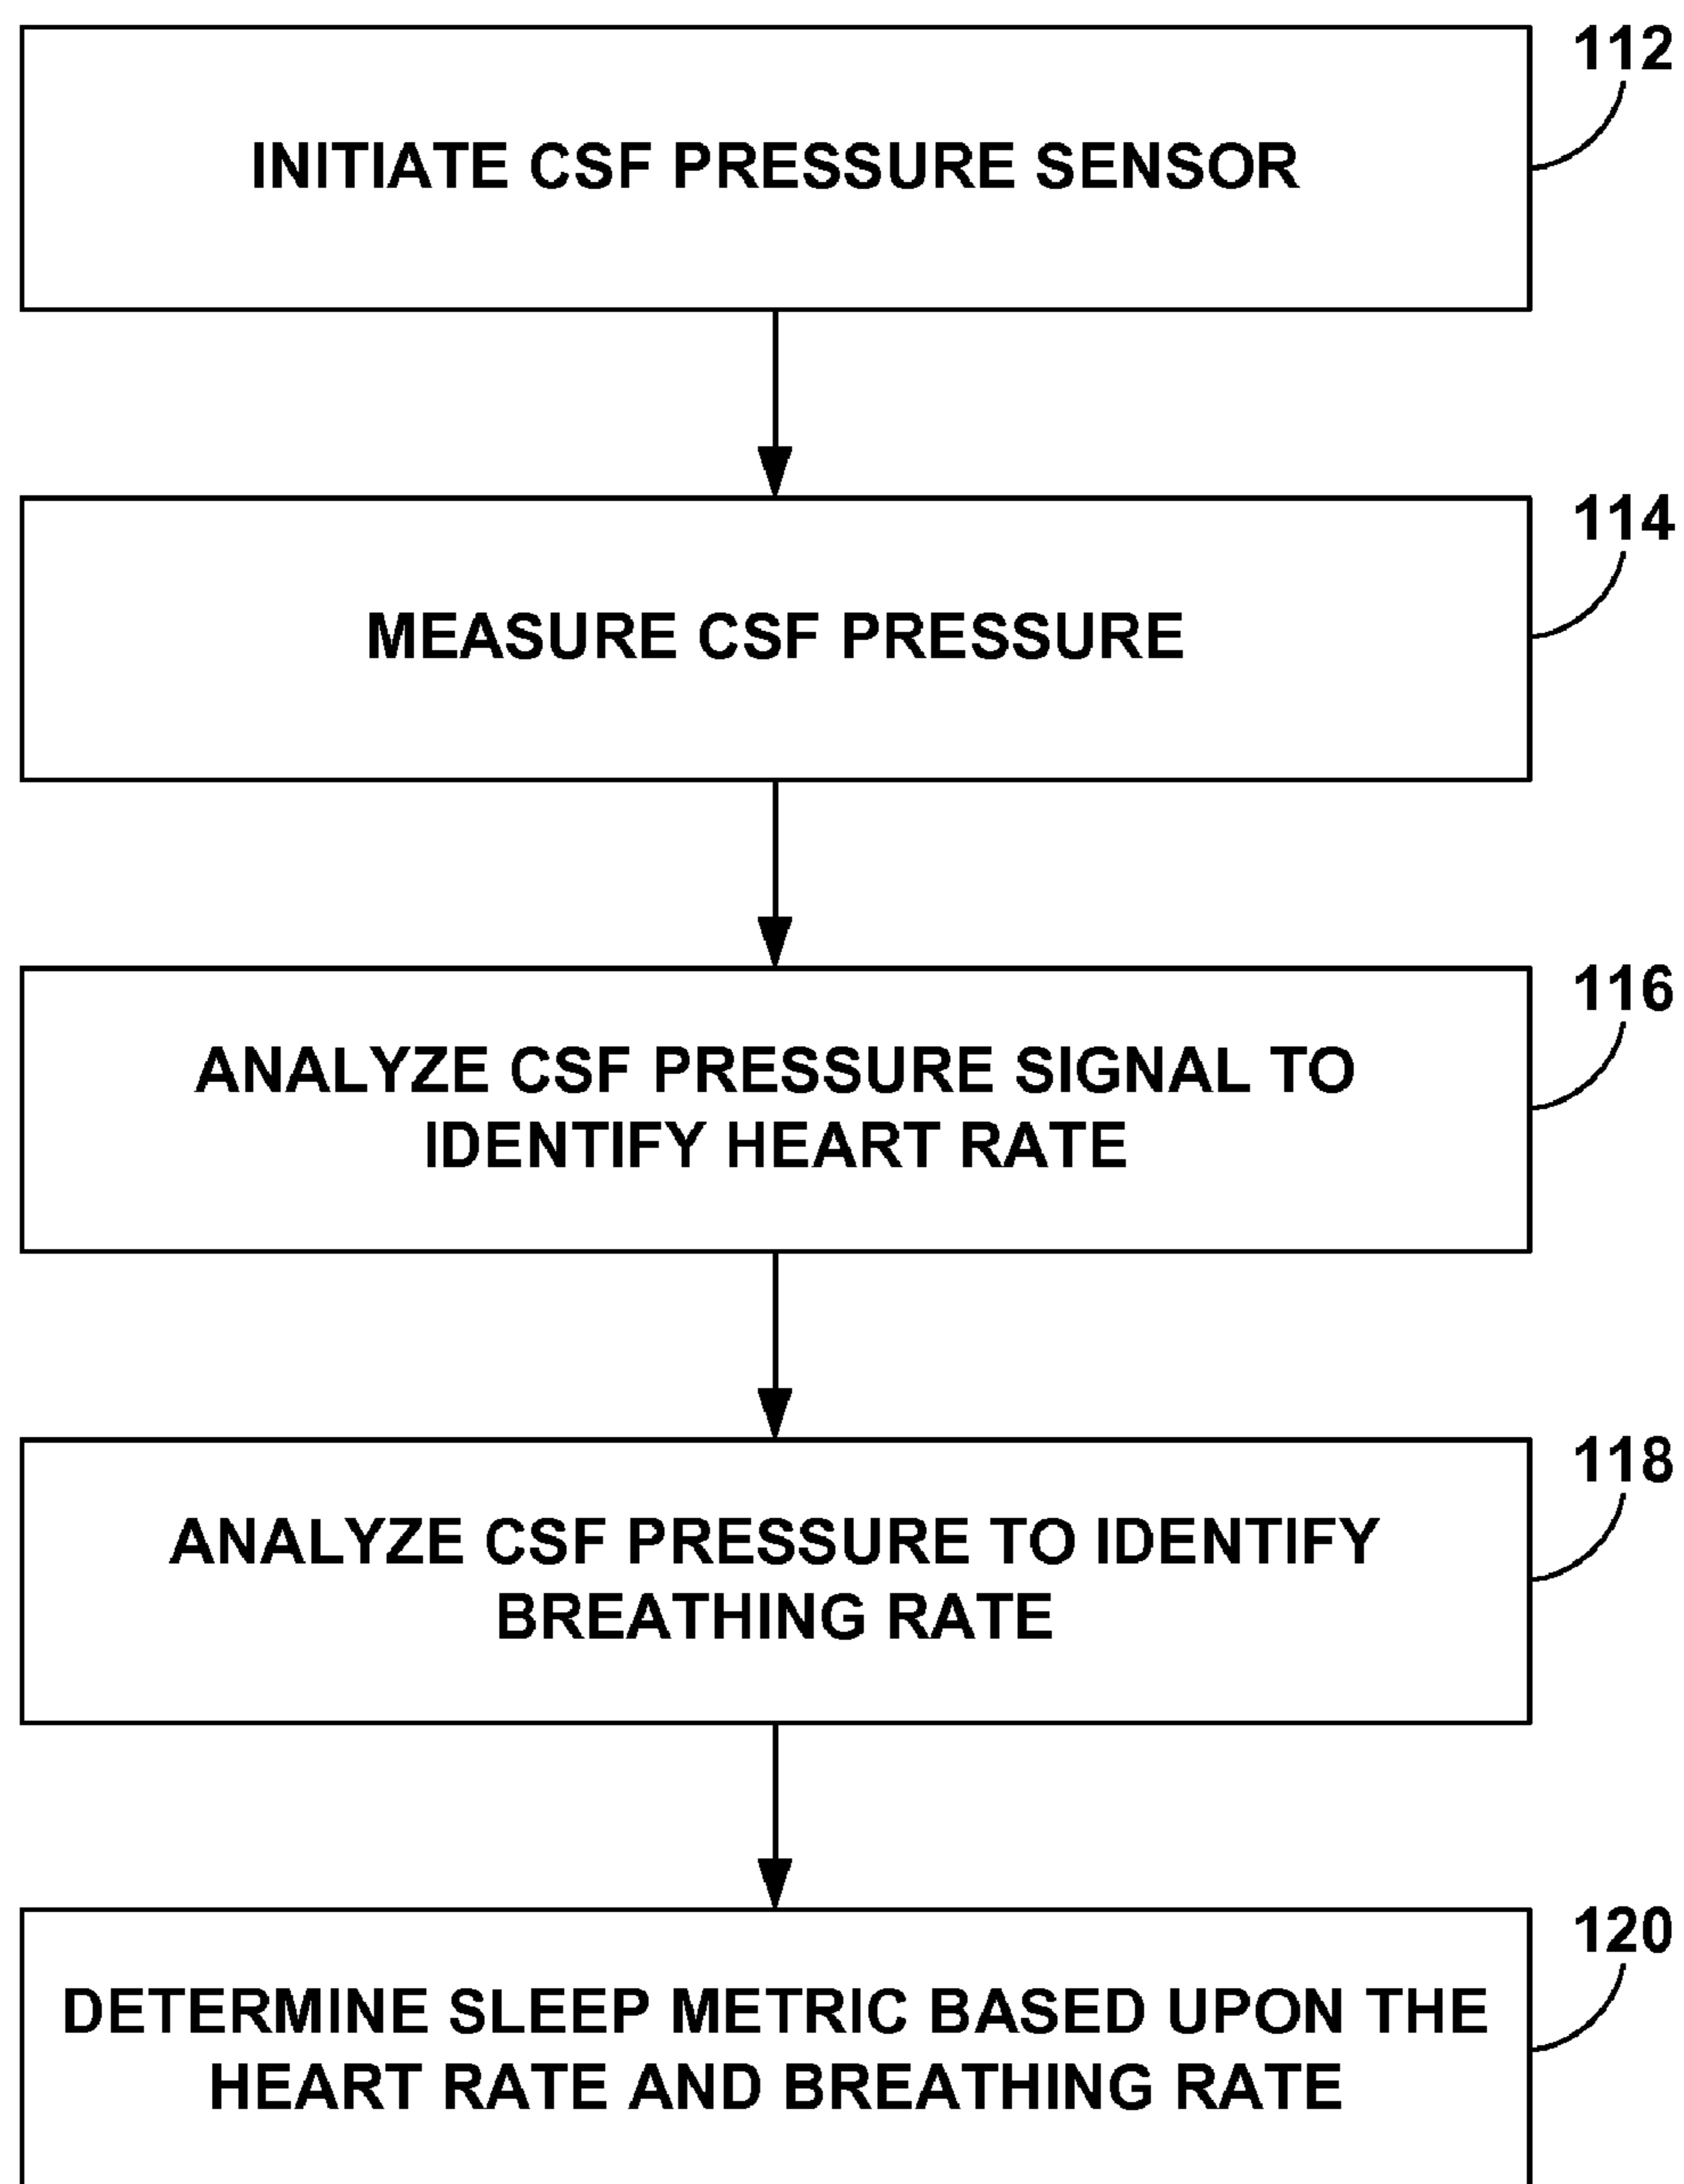 112
INITIATE CSF PRESSURE SENSOR
114
MEASURE CSF PRESSURE
116
ANALYZE CSF PRESSURE SIGNAL TO
IDENTIFY HEART RATE
118
ANALYZE CSF PRESSURE TO IDENTIFY
BREATHING RATE
120
DETERMINE SLEEP METRIC BASED UPON THE
HEART RATE AND BREATHING RATE